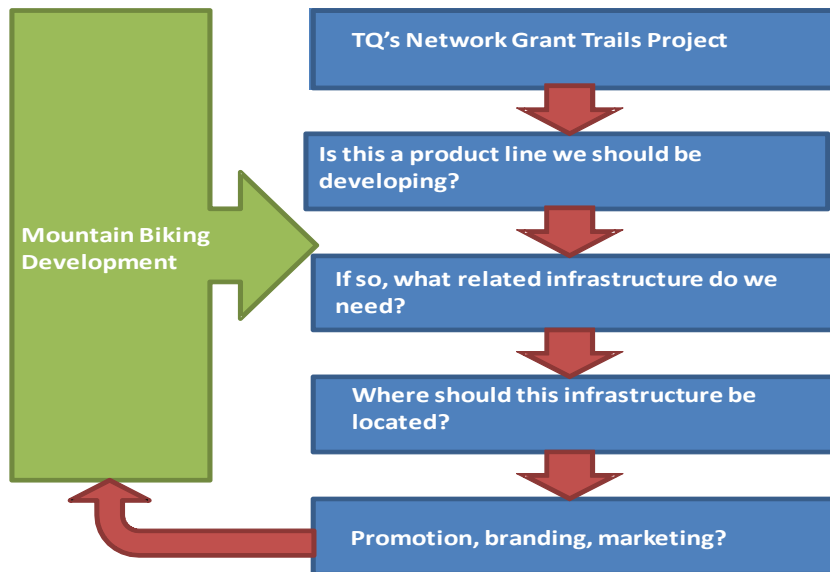 TQ's Network Grant Trails Project
Is this a product line we should be
developing?
Mountain Biking
Development
If so, what related infrastructure do we
need?
Where should this infrastructure be
located?
Promotion, branding, marketing?